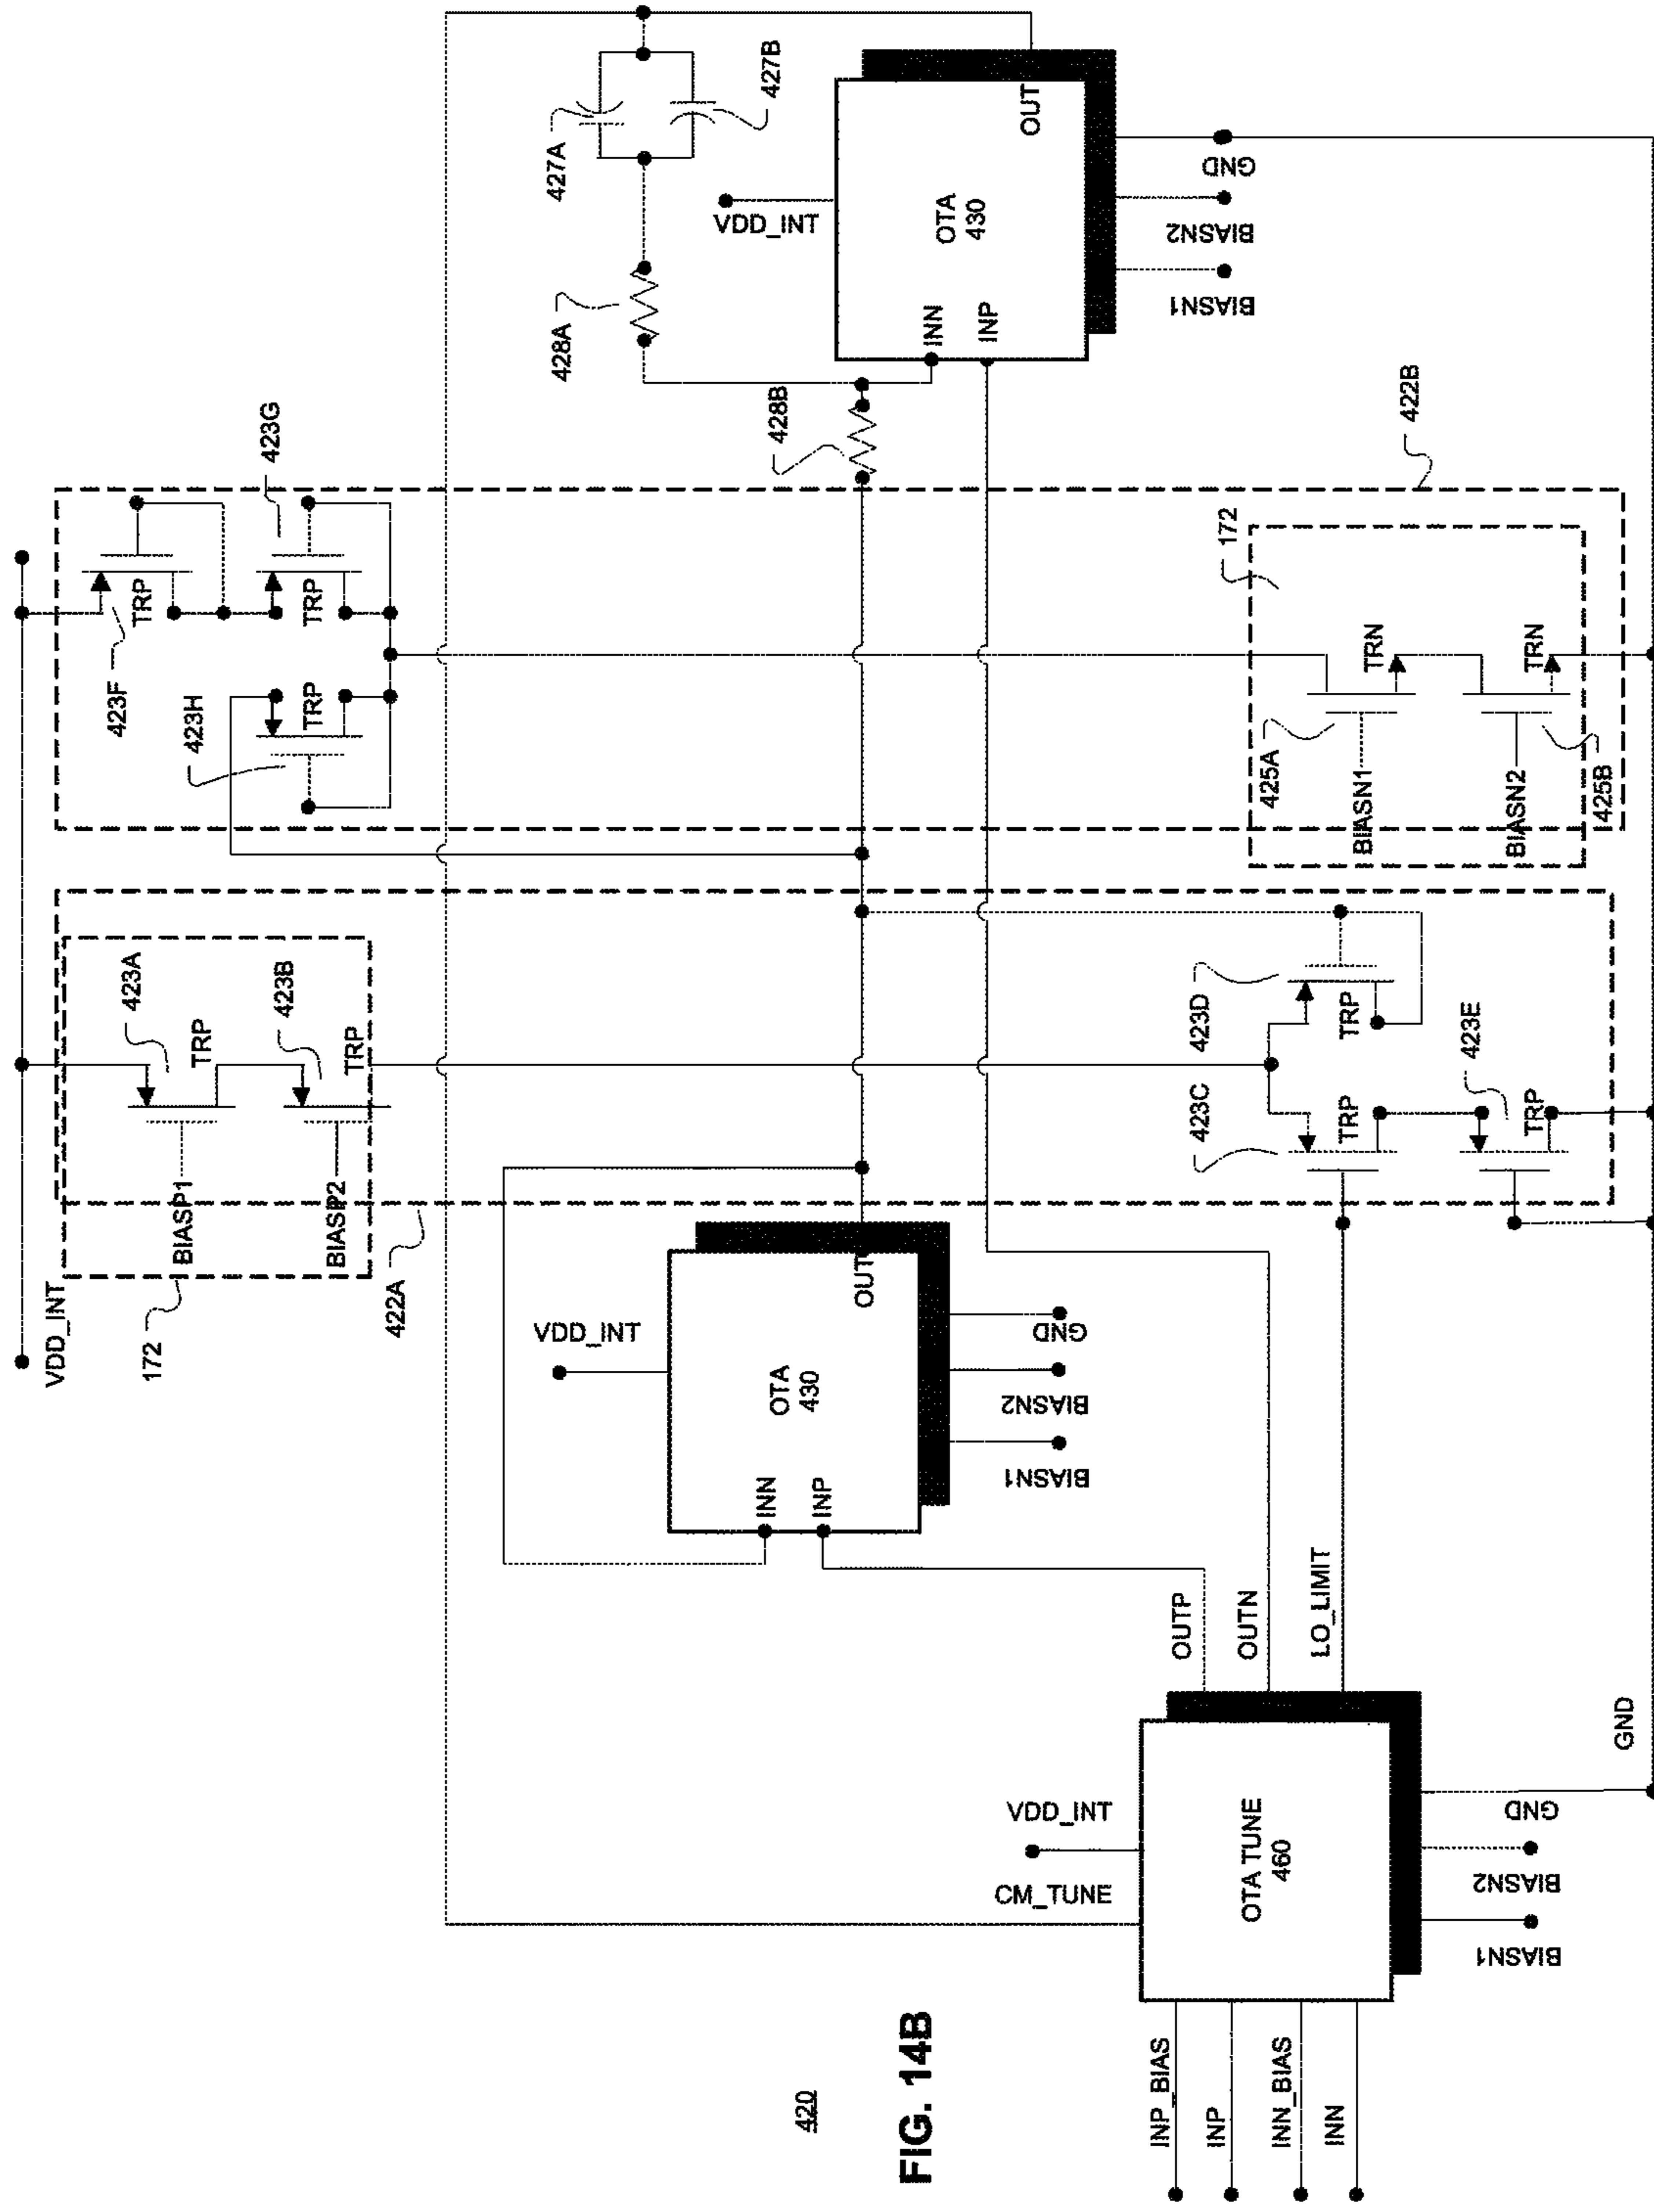 VDD_INT
172
BIASP1
BIASP2
422A
423A
TRP
423B
TRP
423F
TRP
423G
TRP
423H
TRP
427A
427B
428A
428B
VDD_INT
OTA
430
INN
INP
OUT
BIASN1
BIASN2
GND
VDD_INT
OTA
430
INN
INP
OUT
BIASN1
BIASN2
GND
423C
TRP
423D
TRP
423E
TRP
172
422B
425A
TRN
BIASN1
425B
TRN
BIASN2
OUTP
OUTN
LO_LIMIT
GND
VDD_INT
CM_TUNE
OTA TUNE
460
BIASN1
BIASN2
GND
INP_BIAS
INP
INN_BIAS
INN
420
FIG. 14B